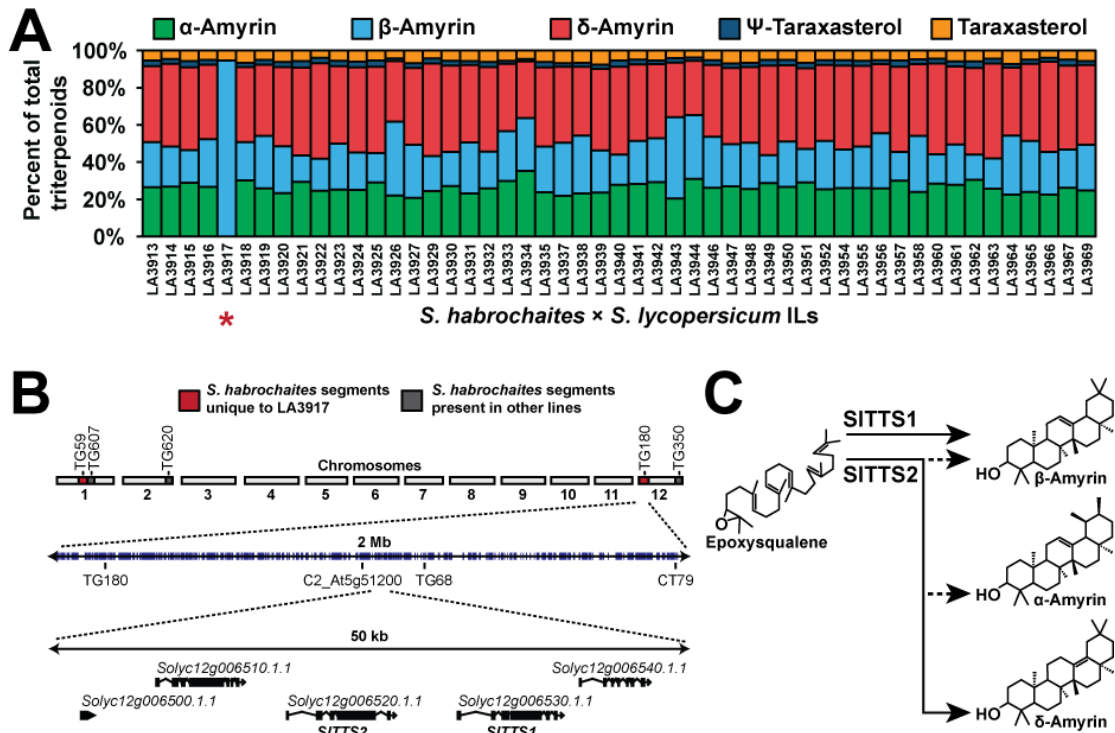 A
α-Amyrin β-Amyrin δ-Amyrin Ψ-Taraxasterol Taraxasterol
Percent of total
triterpenoids
100%
80%
60%
40%
20%
0%
LA3913
LA3914
LA3915
LA3916
LA3917
LA3918
LA3919
LA3920
LA3921
LA3922
LA3923
LA3924
LA3925
LA3926
LA3927
LA3929
LA3930
LA3931
LA3932
LA3933
LA3934
LA3935
LA3937
LA3938
LA3939
LA3940
LA3941
LA3942
LA3943
LA3944
LA3946
LA3947
LA3948
LA3949
LA3950
LA3951
LA3952
LA3954
LA3955
LA3956
LA3957
LA3958
LA3960
LA3961
LA3962
LA3963
LA3964
LA3965
LA3966
LA3967
LA3969
*
S. habrochaites × S. lycopersicum ILs
B
S. habrochaites segments
unique to LA3917
S. habrochaites segments
present in other lines
TG59
TG607
TG620
TG180
TG350
Chromosomes
1 2 3 4 5 6 7 8 9 10 11 12
2 Mb
TG180 C2_At5g51200 TG68 CT79
50 kb
Solyc12g006510.1.1 Solyc12g006540.1.1
Solyc12g006500.1.1 Solyc12g006520.1.1 Solyc12g006530.1.1
SlTTS2 SlTTS1
C
SlTTS1
SlTTS2
O
Epoxysqualene
HO
β-Amyrin
HO
α-Amyrin
HO
δ-Amyrin